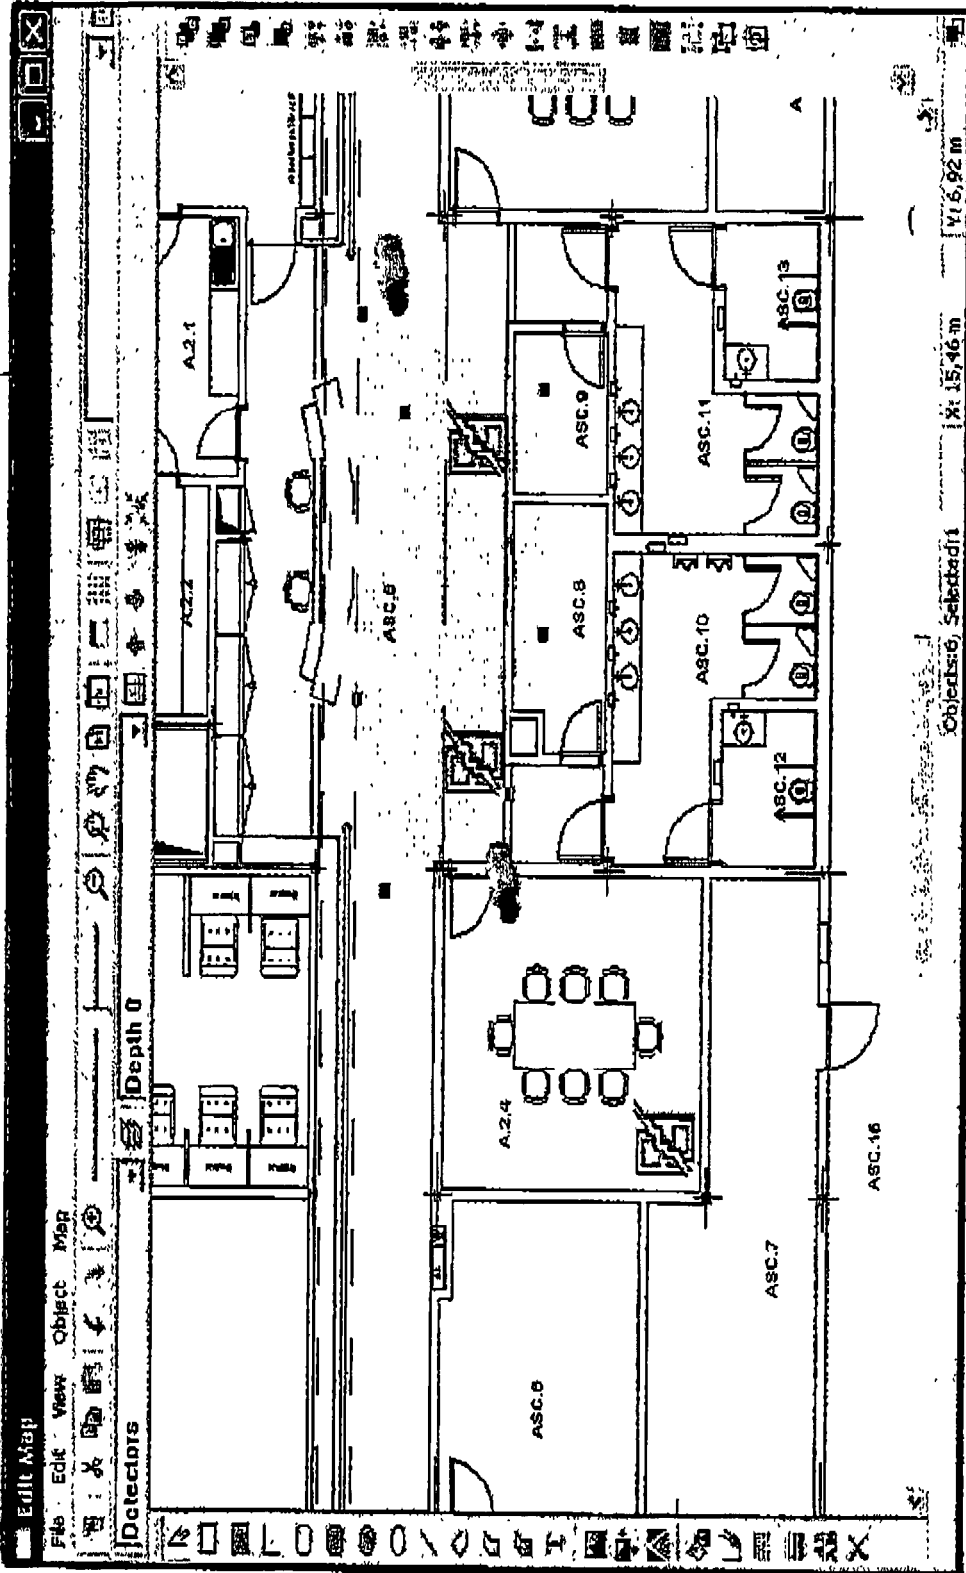 Edit Map
File Edit View Object Map
Detectors
Depth 0
A.2.1
A.2.2
A
ASC.6
A.2.4
ASC.8
ASC.9
ASC.6
ASC.7
ASC.10
ASC.11
ASC.12
ASC.13
ASC.16
Objects:6, Selected:1
X: 15,46 m
Y: 6,92 m